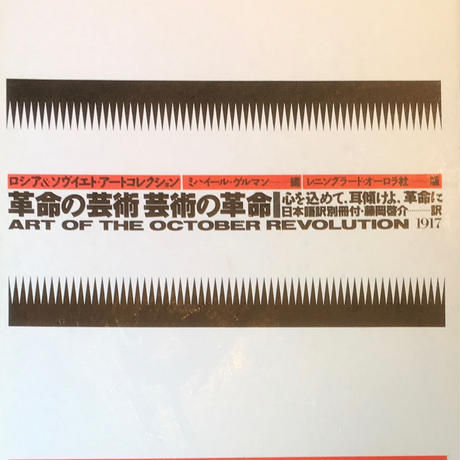 ロシア&ソヴィエト・アートコレクション ミハイール・ゲルマン——編 レニングラード・オーロラ社——版
革命の芸術 芸術の革命
心を込めて、耳傾けよ、革命に
日本語訳別冊付・藤岡啓介——訳
ART OF THE OCTOBER REVOLUTION 1917